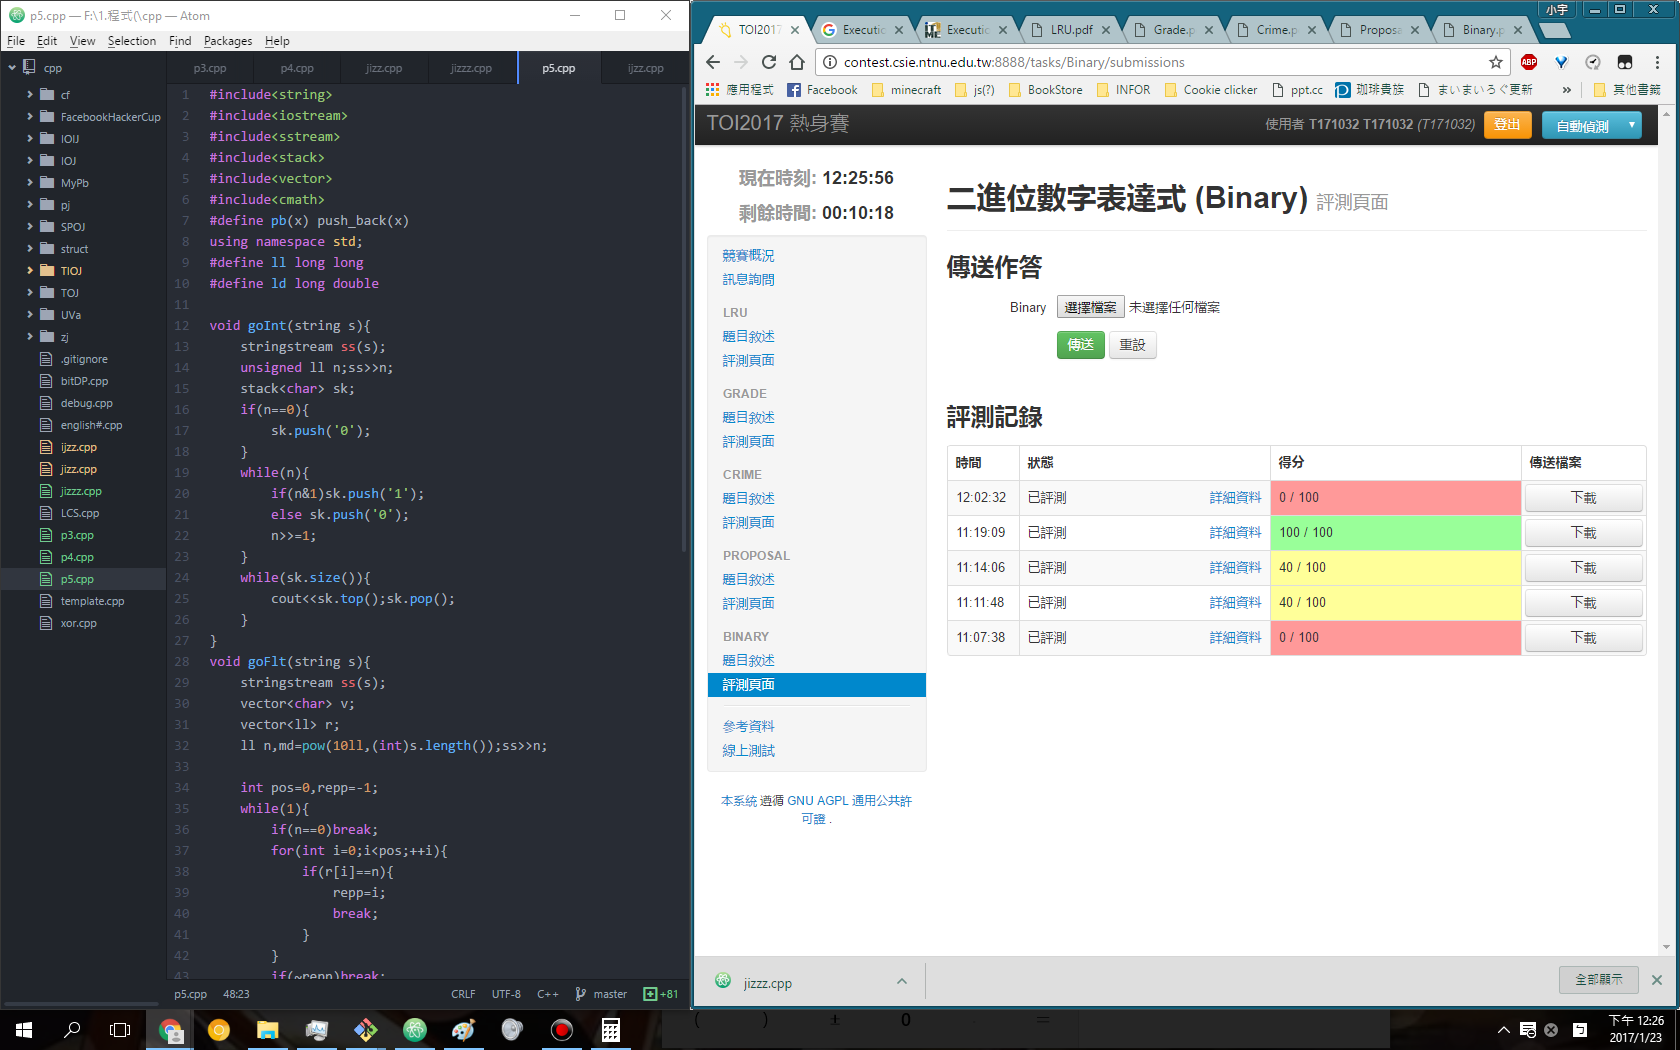 p5.cpp — F:\1.程式(\cpp — Atom
File Edit View Selection Find Packages Help
cpp
cf
FacebookHackerCup
IOIJ
IOJ
MyPb
pj
SPOJ
struct
TIOJ
TOJ
UVa
zj
.gitignore
bitDP.cpp
debug.cpp
english#.cpp
ijzz.cpp
jizz.cpp
jizzz.cpp
LCS.cpp
p3.cpp
p4.cpp
p5.cpp
template.cpp
xor.cpp
p3.cpp p4.cpp jizz.cpp jizzz.cpp p5.cpp ijzz.cpp
1 #include<string>
2 #include<iostream>
3 #include<sstream>
4 #include<stack>
5 #include<vector>
6 #include<cmath>
7 #define pb(x) push_back(x)
8 using namespace std;
9 #define ll long long
10 #define ld long double
11
12 void goInt(string s){
13 stringstream ss(s);
14 unsigned ll n;ss>>n;
15 stack<char> sk;
16 if(n==0){
17 sk.push('0');
18 }
19 while(n){
20 if(n&1)sk.push('1');
21 else sk.push('0');
22 n>>=1;
23 }
24 while(sk.size()){
25 cout<<sk.top();sk.pop();
26 }
27 }
28 void goFlt(string s){
29 stringstream ss(s);
30 vector<char> v;
31 vector<ll> r;
32 ll n,md=pow(10ll,(int)s.length());ss>>n;
33
34 int pos=0,repp=-1;
35 while(1){
36 if(n==0)break;
37 for(int i=0;i<pos;++i){
38 if(r[i]==n){
39 repp=i;
40 break;
41 }
42 }
43 if(~repp)break;
p5.cpp 48:23 CRLF UTF-8 C++ master +81
小宇
TOI2017 Executio Executio LRU.pdf Grade.p Crime.p Proposa Binary.p
contest.csie.ntnu.edu.tw:8888/tasks/Binary/submissions
ABP
應用程式 Facebook minecraft js(?) BookStore INFOR Cookie clicker ppt.cc 珈琲貴族 まいまいろぐ更新 » 其他書籤
TOI2017 熱身賽 使用者 T171032 T171032 (T171032) 登出 自動偵測
現在時刻: 12:25:56
剩餘時間: 00:10:18
競賽概況
訊息詢問
LRU
題目敘述
評測頁面
GRADE
題目敘述
評測頁面
CRIME
題目敘述
評測頁面
PROPOSAL
題目敘述
評測頁面
BINARY
題目敘述
評測頁面
參考資料
線上測試
本系統 遵循 GNU AGPL 通用公共許
可證 .
二進位數字表達式 (Binary) 評測頁面
傳送作答
Binary 選擇檔案 未選擇任何檔案
傳送 重設
評測記錄
時間 狀態 得分 傳送檔案
12:02:32 已評測 詳細資料 0 / 100 下載
11:19:09 已評測 詳細資料 100 / 100 下載
11:14:06 已評測 詳細資料 40 / 100 下載
11:11:48 已評測 詳細資料 40 / 100 下載
11:07:38 已評測 詳細資料 0 / 100 下載
jizzz.cpp 全部顯示
( ) ± 0 =
下午 12:26
2017/1/23